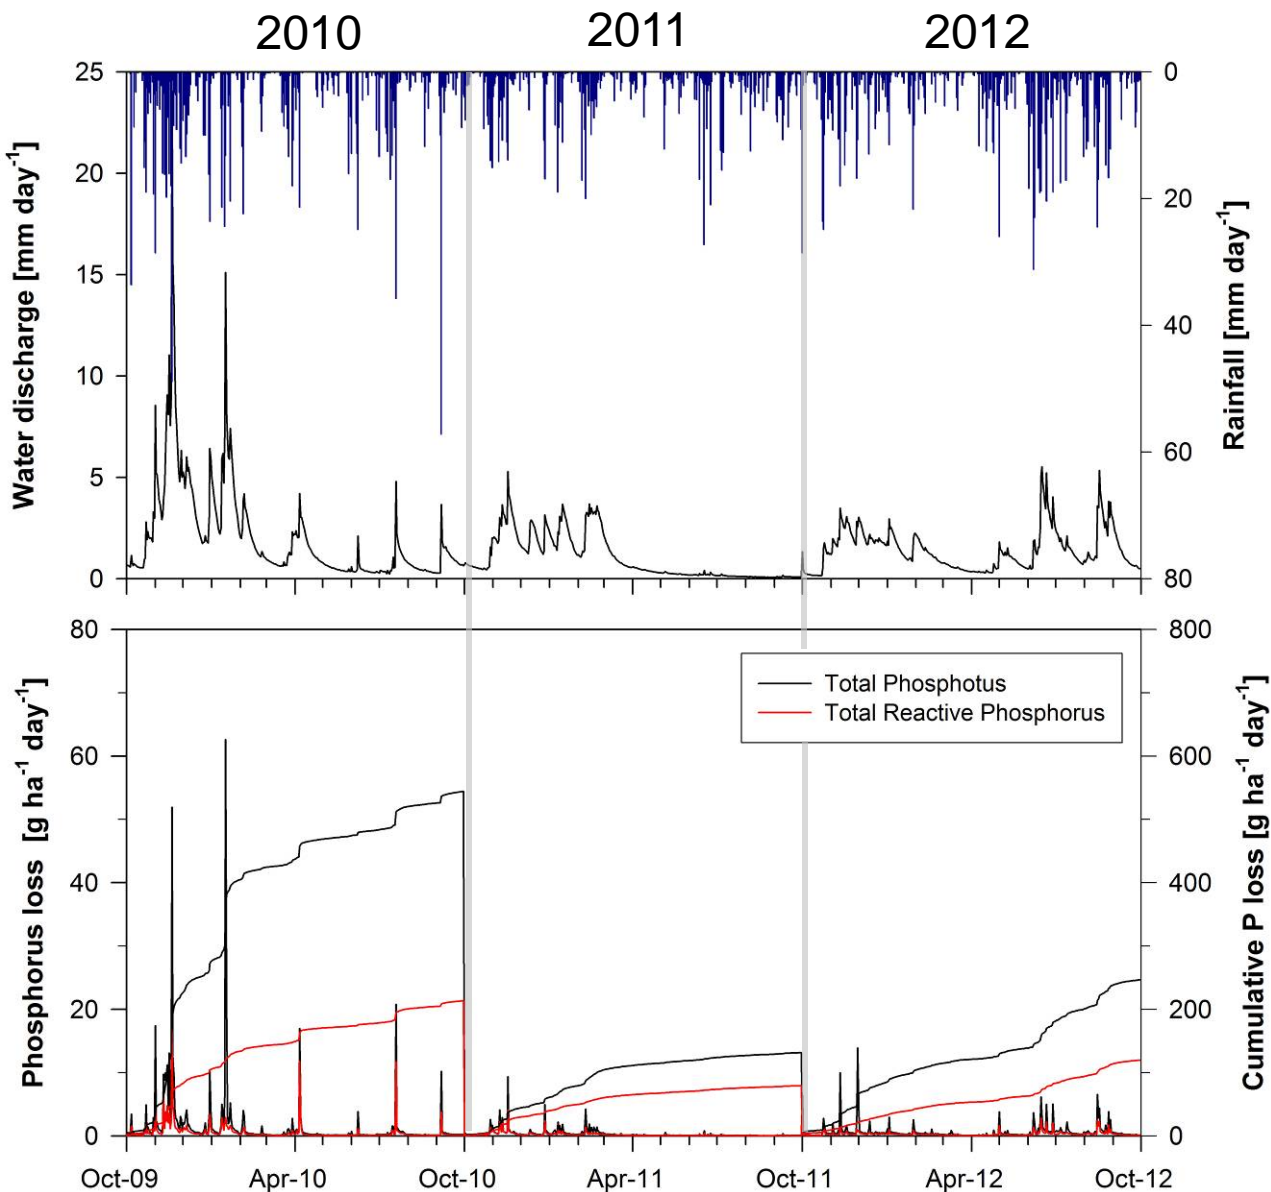 2010 2011 2012
25 0
20 20
15
10 40
5 60
0 80
Water discharge [mm day⁻¹]
Rainfall [mm day⁻¹]
80 800
60 600
40 400
20 200
0 0
Phosphorus loss [g ha⁻¹ day⁻¹]
Cumulative P loss [g ha⁻¹ day⁻¹]
Total Phosphotus
Total Reactive Phosphorus
Oct-09 Apr-10 Oct-10 Apr-11 Oct-11 Apr-12 Oct-12